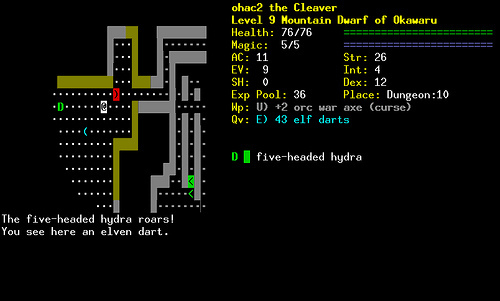 ohac2 the Cleaver
Level 9 Mountain Dwarf of Okawaru
Health: 76/76
Magic: 5/5
AC: 11 Str: 26
EV: 9 Int: 4
SH: 0 Dex: 12
Exp Pool: 36 Place: Dungeon:10
Wp: U) +2 orc war axe (curse)
Qv: E) 43 elf darts
D five-headed hydra
The five-headed hydra roars!
You see here an elven dart.